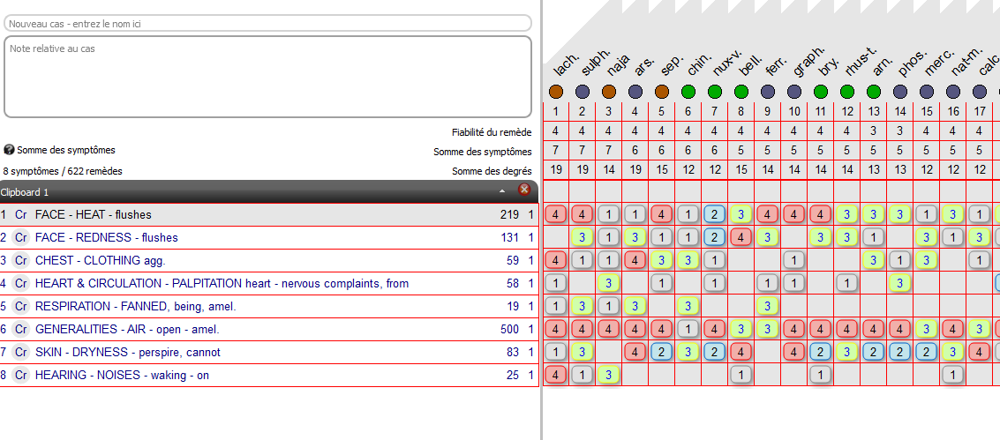 Nouveau cas - entrez le nom ici
Note relative au cas
lach. sulph. naja ars. sep. chin. nux-v. bell. ferr. graph. bry. rhus-t. arn. phos. merc. nat-m. calc
1 2 3 4 5 6 7 8 9 10 11 12 13 14 15 16 17
Fiabilité du remède 4 4 4 4 4 4 4 4 4 4 4 4 3 3 4 4 4
? Somme des symptômes Somme des symptômes 7 7 7 6 6 6 6 5 5 5 5 5 5 5 5 5 5
8 symptômes / 622 remèdes Somme des degrés 19 19 14 19 15 12 12 15 14 14 14 14 13 13 12 12 12
Clipboard 1
1 Cr FACE - HEAT - flushes 219 1 4 4 1 1 4 1 2 3 4 4 4 3 3 3 1 3 1
2 Cr FACE - REDNESS - flushes 131 1 3 1 3 1 1 2 4 3 3 3 1 3 1 3
3 Cr CHEST - CLOTHING agg. 59 1 4 1 1 4 3 3 1 1 3 1 3 1
4 Cr HEART & CIRCULATION - PALPITATION heart - nervous complaints, from 58 1 1 3 1 1 1 1 1 3
5 Cr RESPIRATION - FANNED, being, amel. 19 1 1 3 1 3 3 3
6 Cr GENERALITIES - AIR - open - amel. 500 1 4 4 4 4 4 1 4 3 3 4 4 4 4 4 3 4 3
7 Cr SKIN - DRYNESS - perspire, cannot 83 1 1 3 4 2 3 2 4 4 2 3 2 2 2 3 4
8 Cr HEARING - NOISES - waking - on 25 1 4 1 3 1 1 1